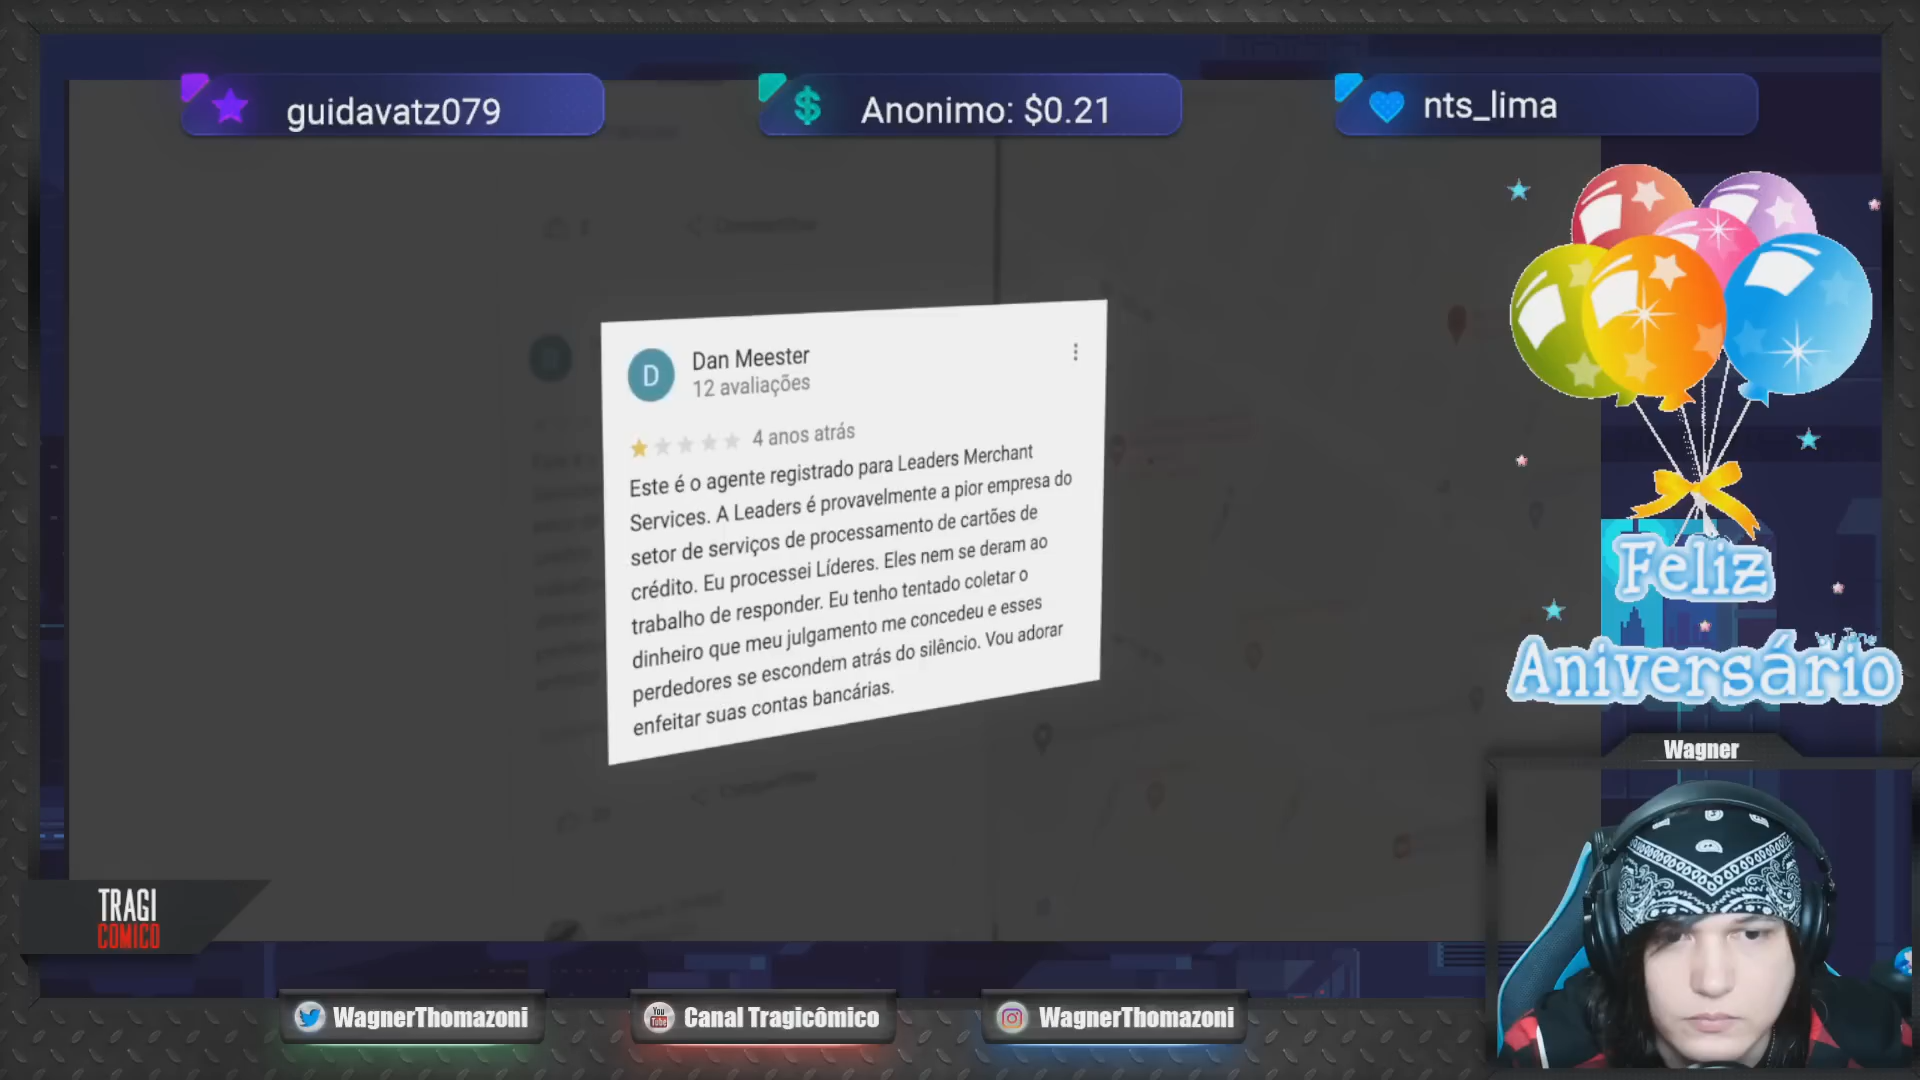 guidavatz079
Anonimo: $0.21
nts_lima
Compartilhar
Dan Meester
12 avaliações
4 anos atrás
Este é o agente registrado para Leaders Merchant
Services. A Leaders é provavelmente a pior empresa do
setor de serviços de processamento de cartões de
crédito. Eu processei Líderes. Eles nem se deram ao
trabalho de responder. Eu tenho tentado coletar o
dinheiro que meu julgamento me concedeu e esses
perdedores se escondem atrás do silêncio. Vou adorar
enfeitar suas contas bancárias.
D
Compartilhar
Feliz
Aniversário
Wagner
TRAGI
COMICO
WagnerThomazoni
You
Tube
Canal Tragicômico
WagnerThomazoni